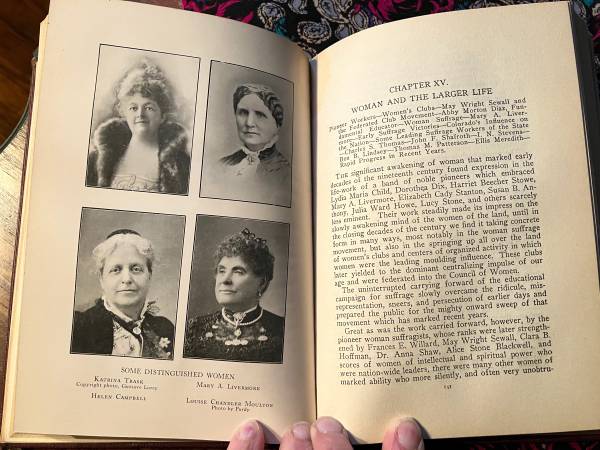 SOME DISTINGUISHED WOMEN
KATRINA TRASK
Copyright photo, Gustave Lorey
MARY A. LIVERMORE
HELEN CAMPBELL
LOUISE CHANDLER MOULTON
Photo by Purdy
CHAPTER XV.
WOMAN AND THE LARGER LIFE
Pioneer Workers—Women's Clubs—May Wright Sewall and
the Federated Club Movement—Abby Morton Diaz, Fun-
damental Educator—Woman Suffrage—Mary A. Liver-
more—Early Suffrage Victories—Colorado's Influence on
the Nation—Some Leading Suffrage Workers of the State
—Charles S. Thomas—John F. Shafroth—I. N. Stevens—
Ben B. Lindsey—Thomas M. Patterson—Ellis Meredith—
Rapid Progress in Recent Years.
THE significant awakening of woman that marked early
decades of the nineteenth century found expression in the
life-work of a band of noble pioneers which embraced
Lydia Maria Child, Dorothea Dix, Harriet Beecher Stowe,
Mary A. Livermore, Elizabeth Cady Stanton, Susan B. An-
thony, Julia Ward Howe, Lucy Stone, and others scarcely
less eminent. Their work steadily made its impress on the
slowly awakening mind of the women of the land, until in
the closing decades of the century we find it taking concrete
form in many ways, most notably in the woman suffrage
movement, but also in the springing up all over the land
of women's clubs and centers of organized activity in which
women were the leading moulding influence. These clubs
later yielded to the dominant centralizing impulse of our
age and were federated into the Council of Women.
The uninterrupted carrying forward of the educational
campaign for suffrage slowly overcame the ridicule, mis-
representation, sneers, and persecution of earlier days and
prepared the public for the mighty onward sweep of that
movement which has marked recent years.
Great as was the work carried forward, however, by the
pioneer woman suffragists, whose ranks were later strength-
ened by Frances E. Willard, May Wright Sewall, Clara B.
Hoffman, Dr. Anna Shaw, Alice Stone Blackwell, and
scores of women of intellectual and spiritual power who
were nation-wide leaders, there were many other women of
marked ability who more silently, and often very unobtru-